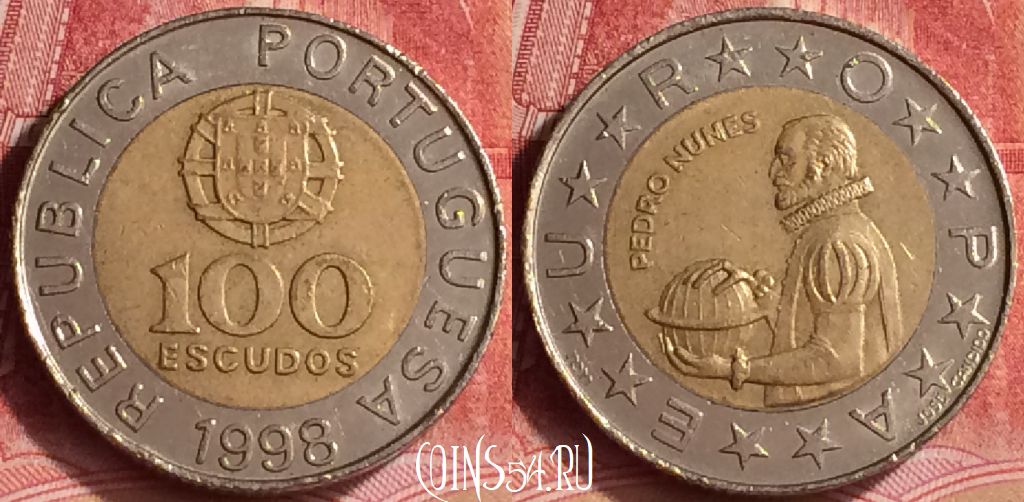 REPUBLICA PORTUGUESA
100
ESCUDOS
1998
EUROPA
PEDRO NUNES
COINS54.RU